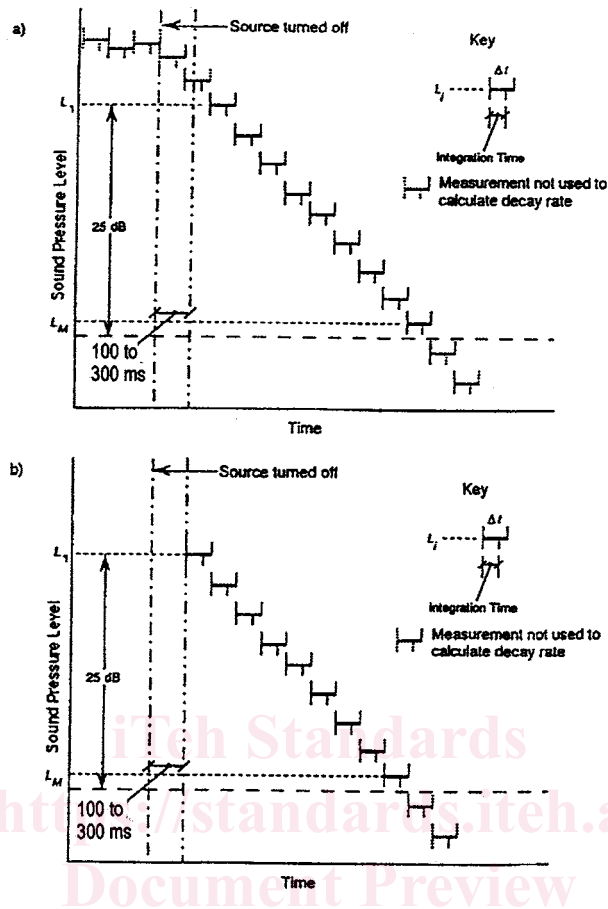 a)
Source turned off
Key
Δt
Li
Integration Time
Measurement not used to
calculate decay rate
L1
25 dB
Sound Pressure Level
LM
100 to
300 ms
Time
b)
Source turned off
Key
Δt
Li
Integration Time
Measurement not used to
calculate decay rate
L1
25 dB
Sound Pressure Level
LM
100 to
300 ms
Time
iTeh Standards
https://standards.iteh.a
Document Preview